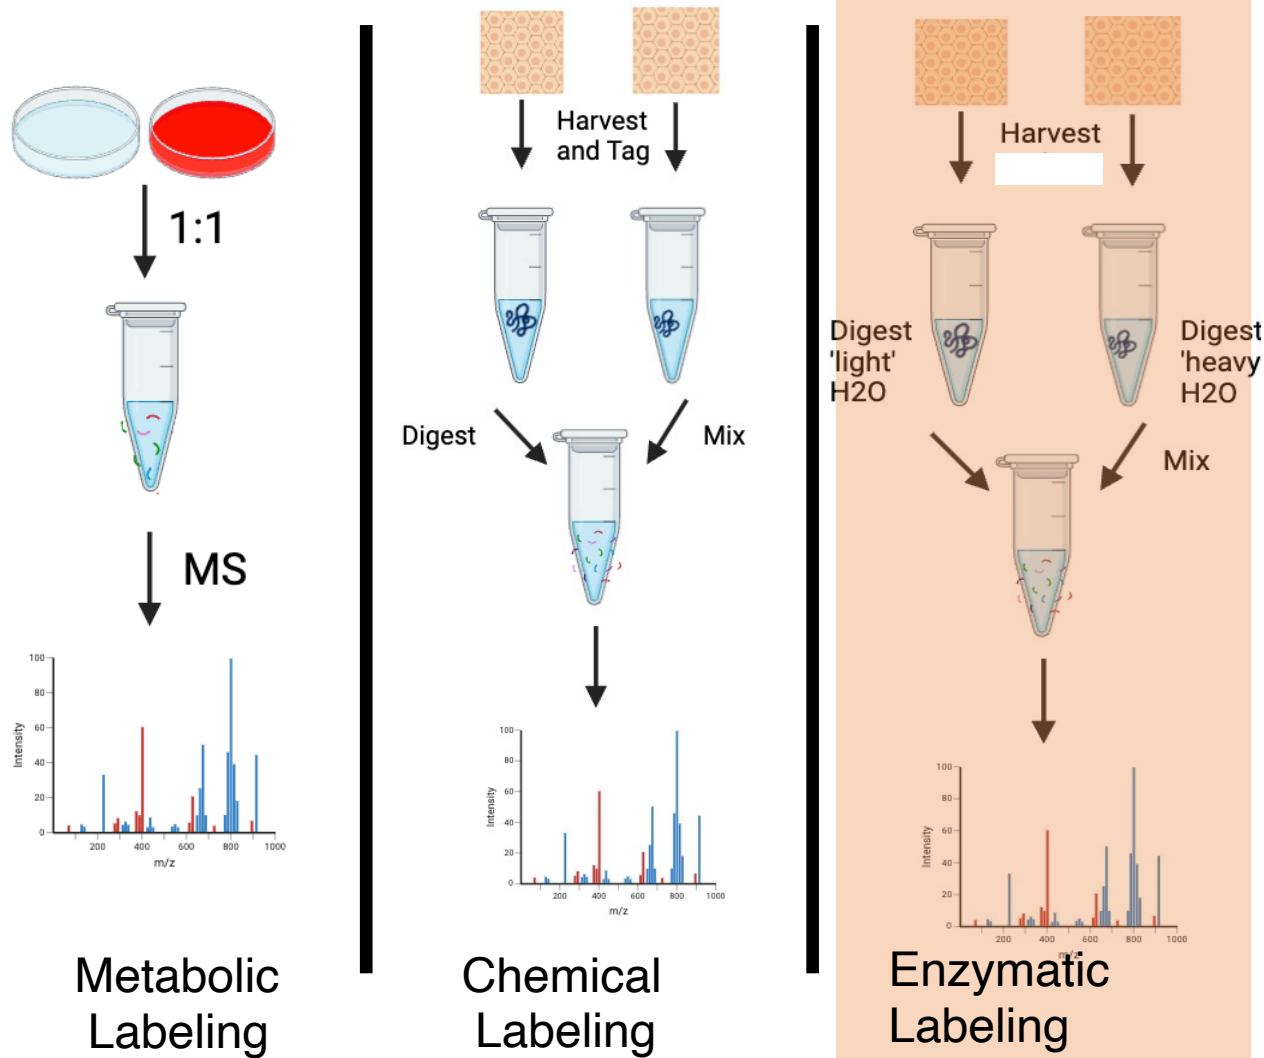 1:1
MS
100
80
60
40
20
0
Intensity
200 400 600 800 1000
m/z
Metabolic
Labeling
Harvest
and Tag
Digest
Mix
100
80
60
40
20
0
Intensity
200 400 600 800 1000
m/z
Chemical
Labeling
Harvest
Digest
'light'
H2O
Digest
'heavy
H2O
Mix
100
80
60
40
20
0
Intensity
200 400 600 800 1000
m/z
Enzymatic
Labeling